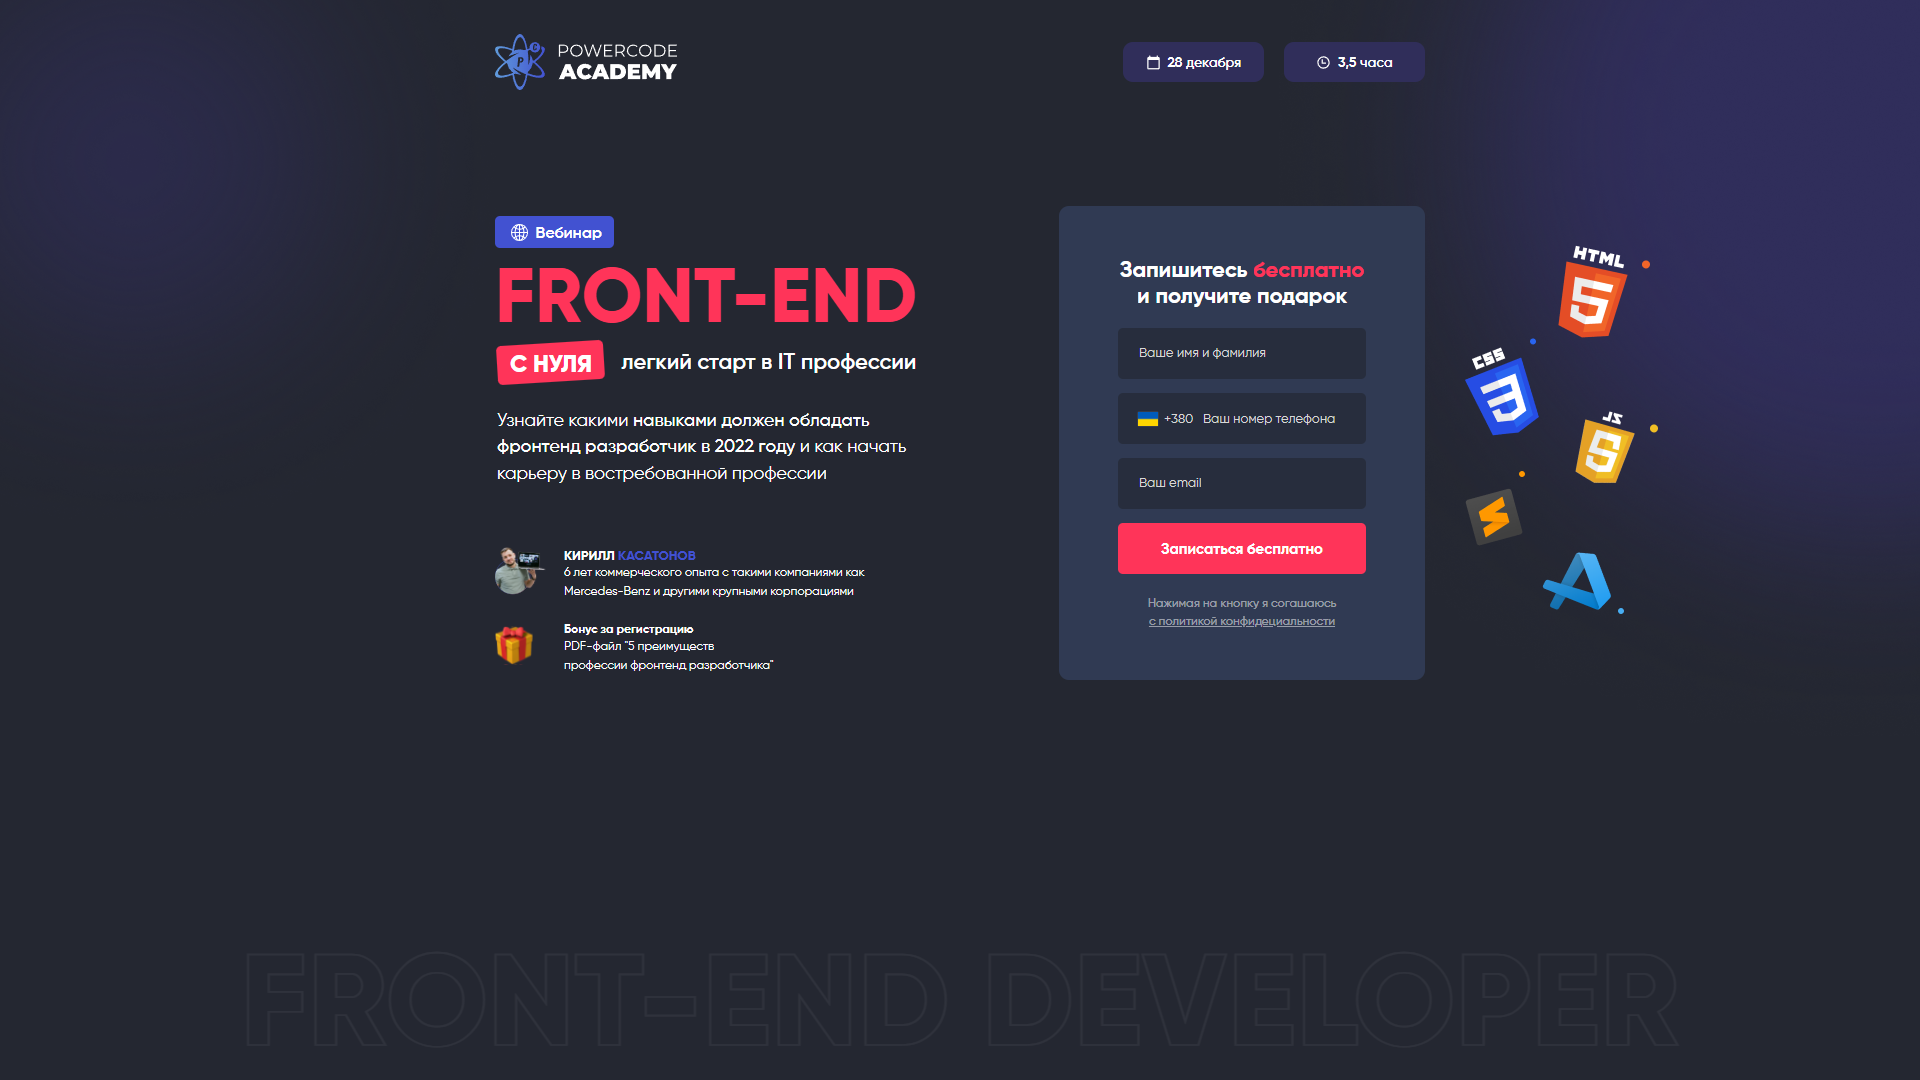 POWERCODE
ACADEMY
28 декабря
3,5 часа
Вебинар
FRONT-END
С НУЛЯ
легкий старт в IT профессии
Узнайте какими навыками должен обладать
фронтенд разработчик в 2022 году и как начать
карьеру в востребованной профессии
КИРИЛЛ КАСАТОНОВ
6 лет коммерческого опыта с такими компаниями как
Mercedes-Benz и другими крупными корпорациями
Бонус за регистрацию
PDF-файл "5 преимуществ
профессии фронтенд разработчика"
Запишитесь бесплатно
и получите подарок
Ваше имя и фамилия
+380 Ваш номер телефона
Ваш email
Записаться бесплатно
Нажимая на кнопку я согашаюсь
с политикой конфидециальности
HTML
CSS
JS
FRONT-END DEVELOPER